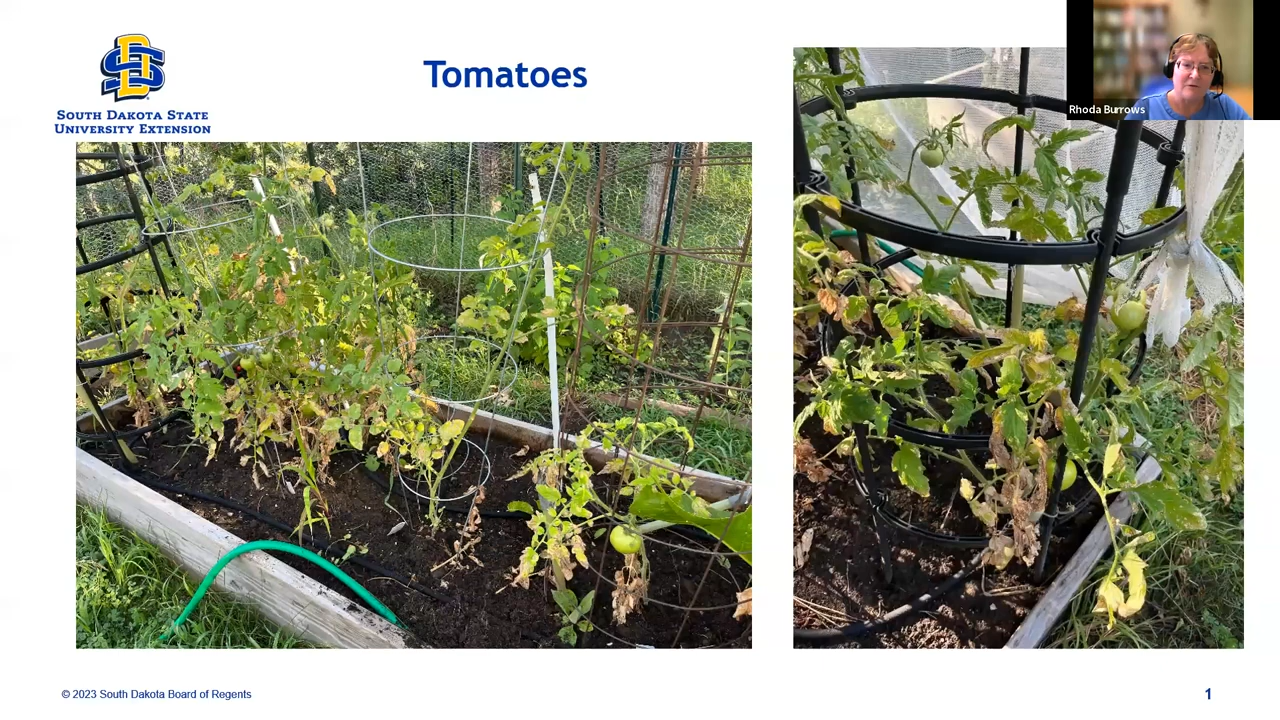 Tomatoes
SOUTH DAKOTA STATE
UNIVERSITY EXTENSION
Rhoda Burrows
© 2023 South Dakota Board of Regents
1